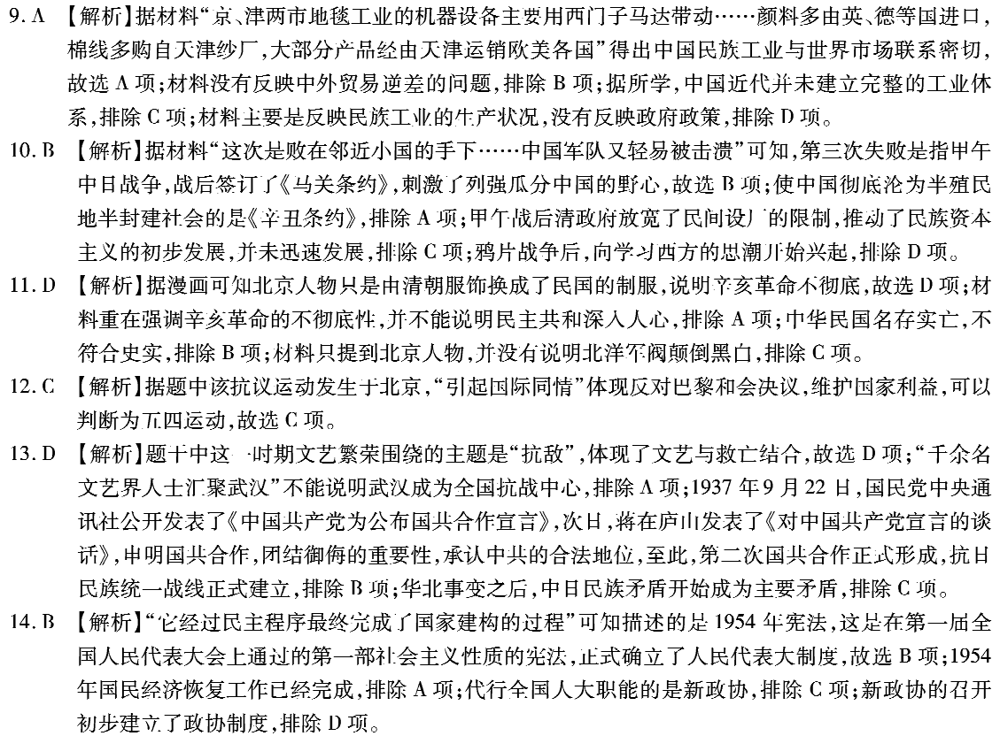 9. A 【解析】据材料“京、津两市地毯工业的机器设备主要用西门子马达带动……颜料多由英、德等国进口，
棉线多购自天津纱厂，大部分产品经由天津运销欧美各国”得出中国民族工业与世界市场联系密切，
故选 A 项；材料没有反映中外贸易逆差的问题，排除 B 项；据所学，中国近代并未建立完整的工业体
系，排除 C 项；材料主要是反映民族工业的生产状况，没有反映政府政策，排除 D 项。
10. B 【解析】据材料“这次是败在邻近小国的手下……中国军队又轻易被击溃”可知，第三次失败是指甲午
中日战争，战后签订了《马关条约》，刺激了列强瓜分中国的野心，故选 B 项；使中国彻底沦为半殖民
地半封建社会的是《辛丑条约》，排除 A 项；甲午战后清政府放宽了民间设厂的限制，推动了民族资本
主义的初步发展，并未迅速发展，排除 C 项；鸦片战争后，向学习西方的思潮开始兴起，排除 D 项。
11. D 【解析】据漫画可知北京人物只是由清朝服饰换成了民国的制服，说明辛亥革命不彻底，故选 D 项；材
料重在强调辛亥革命的不彻底性，并不能说明民主共和深入人心，排除 A 项；中华民国名存实亡，不
符合史实，排除 B 项；材料只提到北京人物，并没有说明北洋军阀颠倒黑白，排除 C 项。
12. C 【解析】据题中该抗议运动发生于北京，“引起国际同情”体现反对巴黎和会决议，维护国家利益，可以
判断为五四运动，故选 C 项。
13. D 【解析】题干中这一时期文艺繁荣围绕的主题是“抗敌”，体现了文艺与救亡结合，故选 D 项；“千余名
文艺界人士汇聚武汉”不能说明武汉成为全国抗战中心，排除 A 项；1937 年 9 月 22 日，国民党中央通
讯社公开发表了《中国共产党为公布国共合作宣言》，次日，蒋在庐山发表了《对中国共产党宣言的谈
话》，申明国共合作，团结御侮的重要性，承认中共的合法地位，至此，第二次国共合作正式形成，抗日
民族统一战线正式建立，排除 B 项；华北事变之后，中日民族矛盾开始成为主要矛盾，排除 C 项。
14. B 【解析】“它经过民主程序最终完成了国家建构的过程”可知描述的是 1954 年宪法，这是在第一届全
国人民代表大会上通过的第一部社会主义性质的宪法，正式确立了人民代表大制度，故选 B 项；1954
年国民经济恢复工作已经完成，排除 A 项；代行全国人大职能的是新政协，排除 C 项；新政协的召开
初步建立了政协制度，排除 D 项。